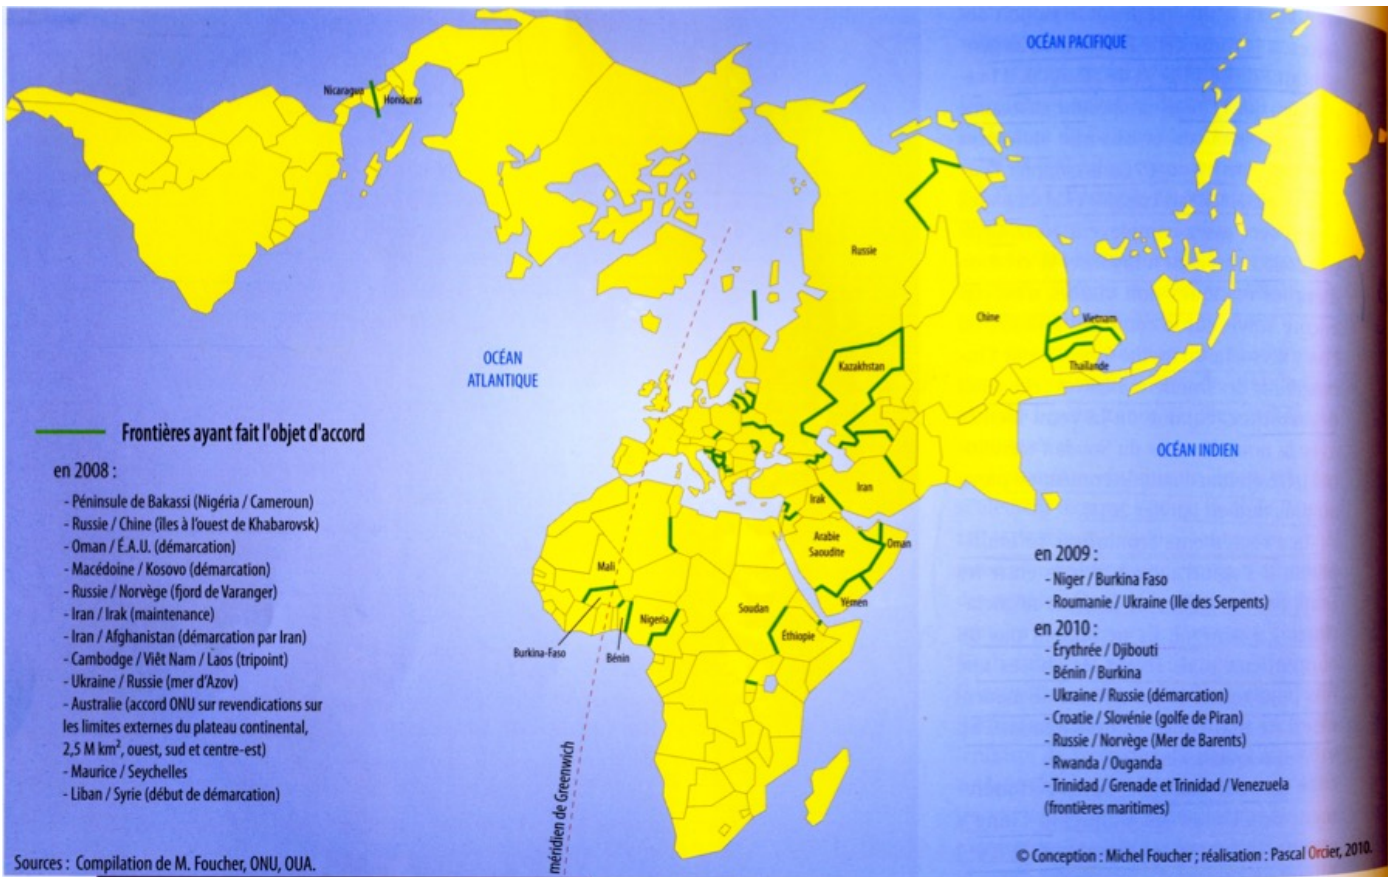 OCÉAN PACIFIQUE
Nicaragua
Honduras
Russie
Chine
Vietnam
Thaïlande
Kazakhstan
OCÉAN
ATLANTIQUE
OCÉAN INDIEN
Iran
Irak
Arabie
Saoudite
Oman
Yémen
Mali
Nigeria
Soudan
Éthiopie
Burkina-Faso
Bénin
méridien de Greenwich
Frontières ayant fait l'objet d'accord
en 2008 :
- Péninsule de Bakassi (Nigéria / Cameroun)
- Russie / Chine (îles à l'ouest de Khabarovsk)
- Oman / É.A.U. (démarcation)
- Macédoine / Kosovo (démarcation)
- Russie / Norvège (fjord de Varanger)
- Iran / Irak (maintenance)
- Iran / Afghanistan (démarcation par Iran)
- Cambodge / Viêt Nam / Laos (tripoint)
- Ukraine / Russie (mer d'Azov)
- Australie (accord ONU sur revendications sur
les limites externes du plateau continental,
2,5 M km², ouest, sud et centre-est)
- Maurice / Seychelles
- Liban / Syrie (début de démarcation)
en 2009 :
- Niger / Burkina Faso
- Roumanie / Ukraine (Ile des Serpents)
en 2010 :
- Érythrée / Djibouti
- Bénin / Burkina
- Ukraine / Russie (démarcation)
- Croatie / Slovénie (golfe de Piran)
- Russie / Norvège (Mer de Barents)
- Rwanda / Ouganda
- Trinidad / Grenade et Trinidad / Venezuela
(frontières maritimes)
Sources : Compilation de M. Foucher, ONU, OUA.
© Conception : Michel Foucher ; réalisation : Pascal Orcier, 2010.